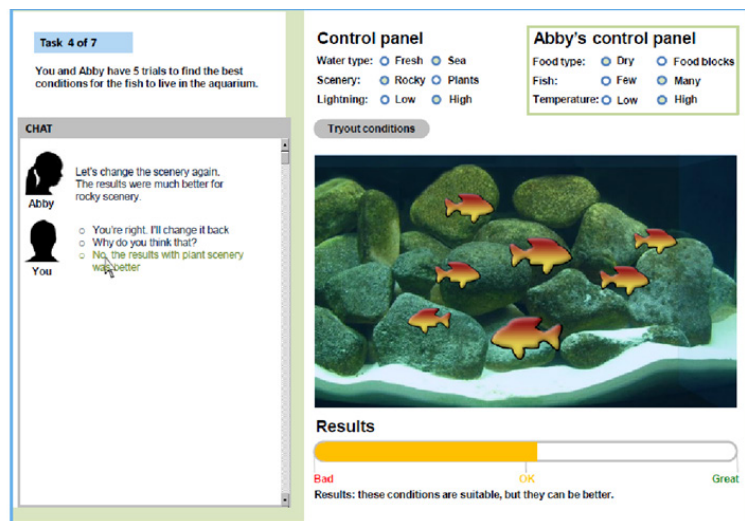 Task 4 of 7
You and Abby have 5 trials to find the best
conditions for the fish to live in the aquarium.
CHAT
Let's change the scenery again.
The results were much better for
rocky scenery.
Abby
You're right. I'll change it back
Why do you think that?
No, the results with plant scenery
was better
You
Control panel
Water type: Fresh Sea
Scenery: Rocky Plants
Lightning: Low High
Abby's control panel
Food type: Dry Food blocks
Fish: Few Many
Temperature: Low High
Tryout conditions
Results
Bad OK Great
Results: these conditions are suitable, but they can be better.